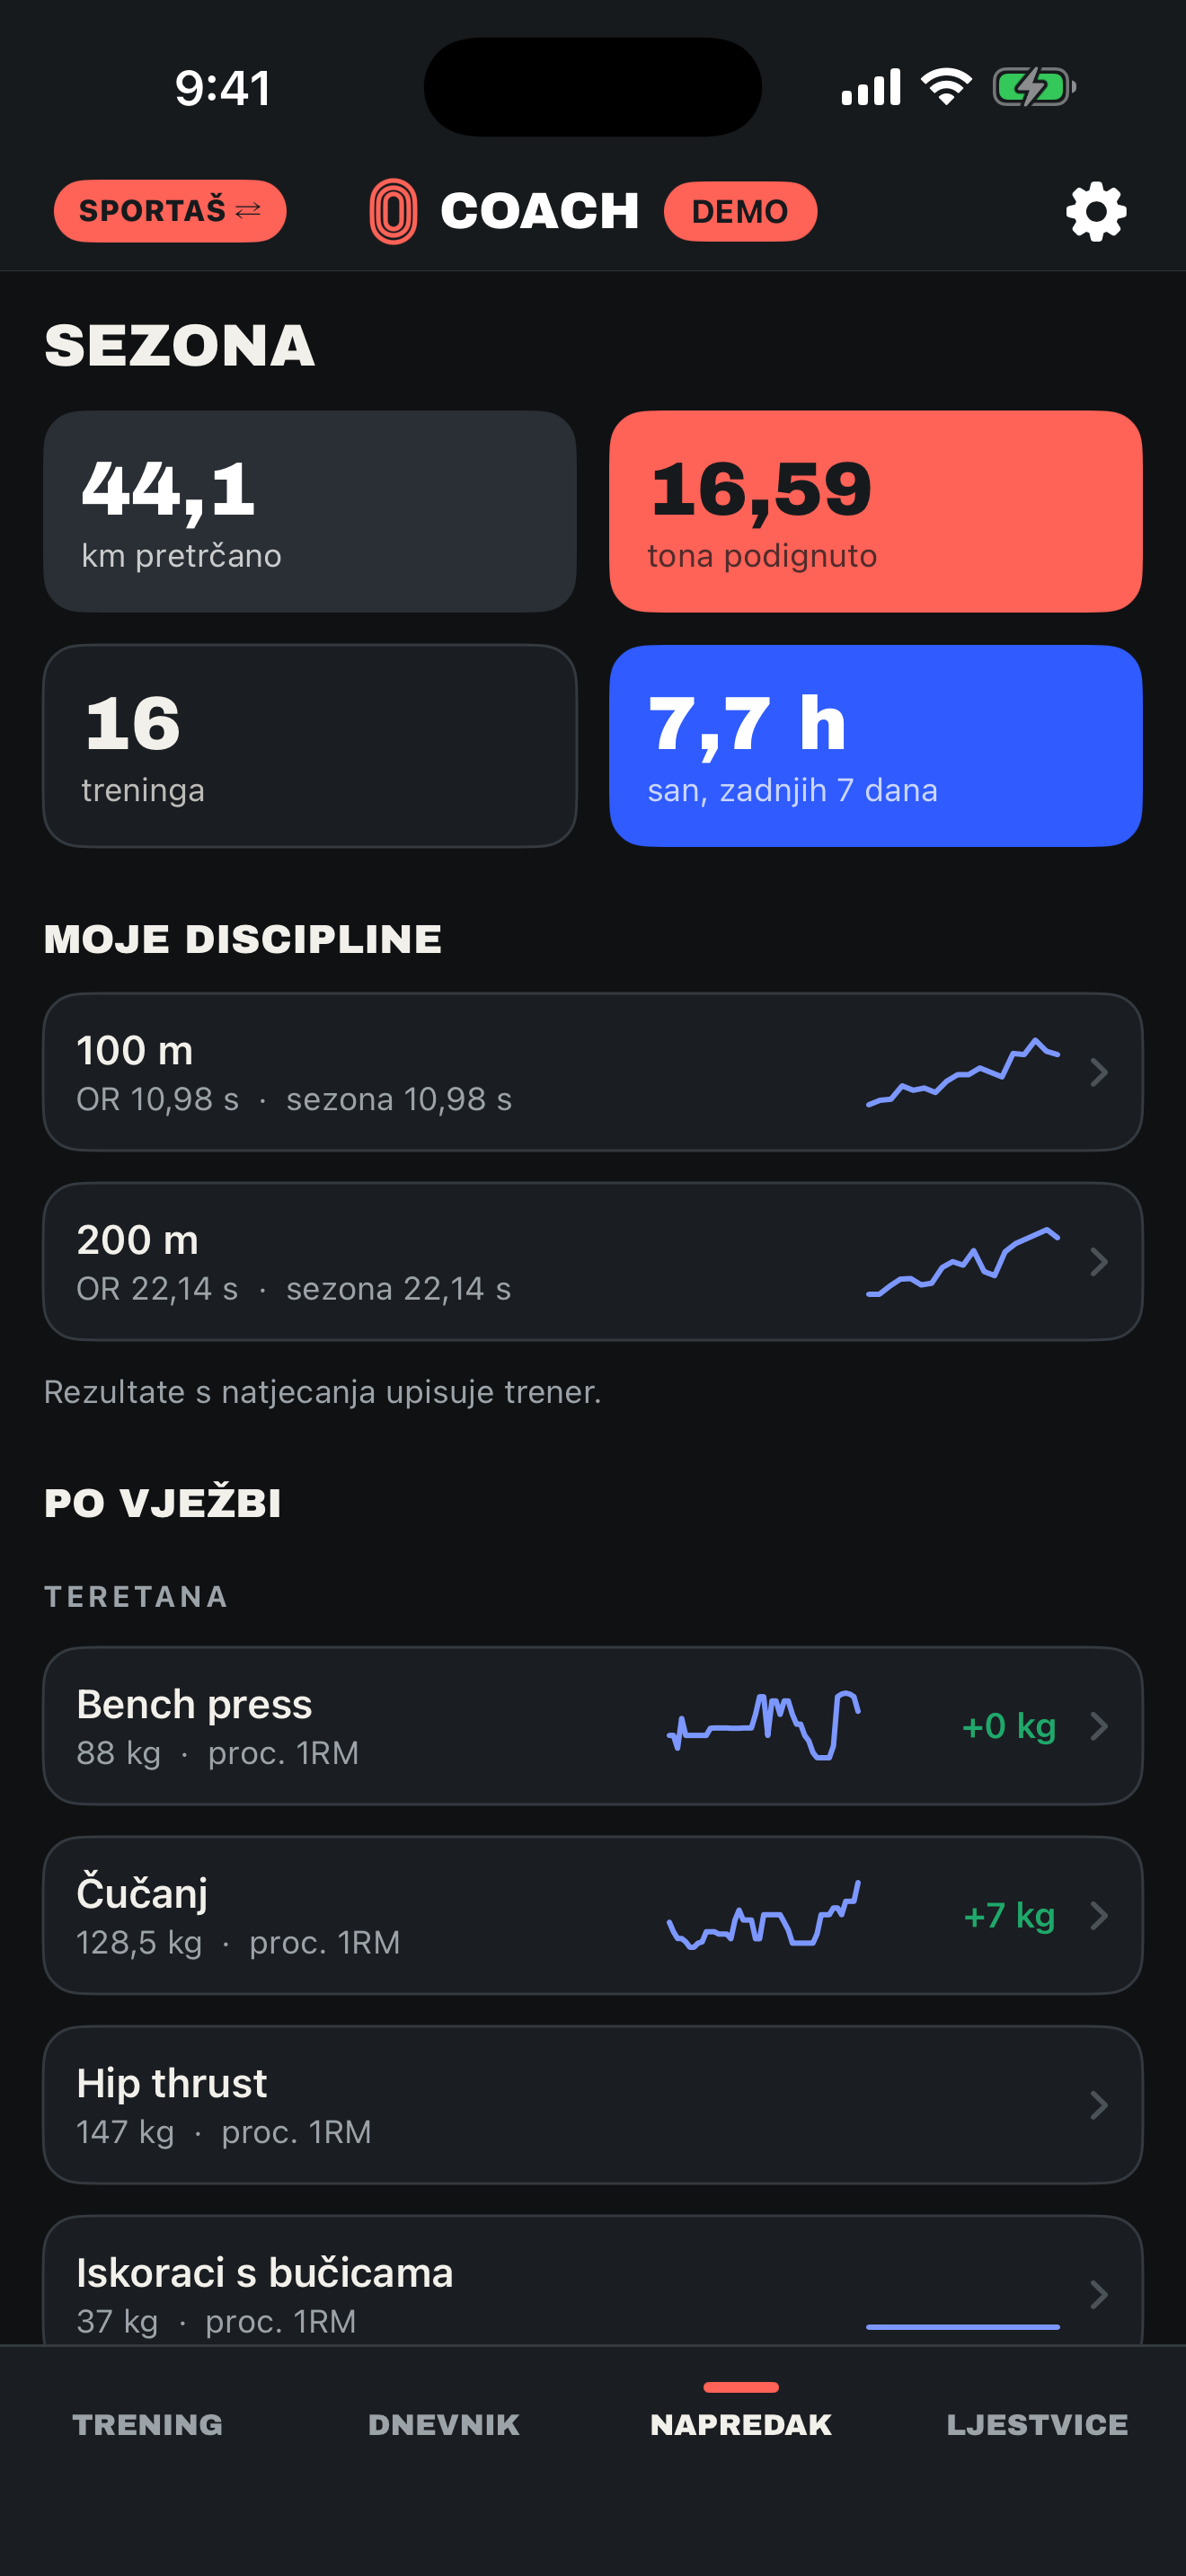 9:41
SPORTAŠ ⇄ COACH DEMO
SEZONA
44,1
km pretrčano
16,59
tona podignuto
16
treninga
7,7 h
san, zadnjih 7 dana
MOJE DISCIPLINE
100 m
OR 10,98 s · sezona 10,98 s
200 m
OR 22,14 s · sezona 22,14 s
Rezultate s natjecanja upisuje trener.
PO VJEŽBI
TERETANA
Bench press
88 kg · proc. 1RM
+0 kg
Čučanj
128,5 kg · proc. 1RM
+7 kg
Hip thrust
147 kg · proc. 1RM
Iskoraci s bučicama
37 kg · proc. 1RM
TRENING DNEVNIK NAPREDAK LJESTVICE